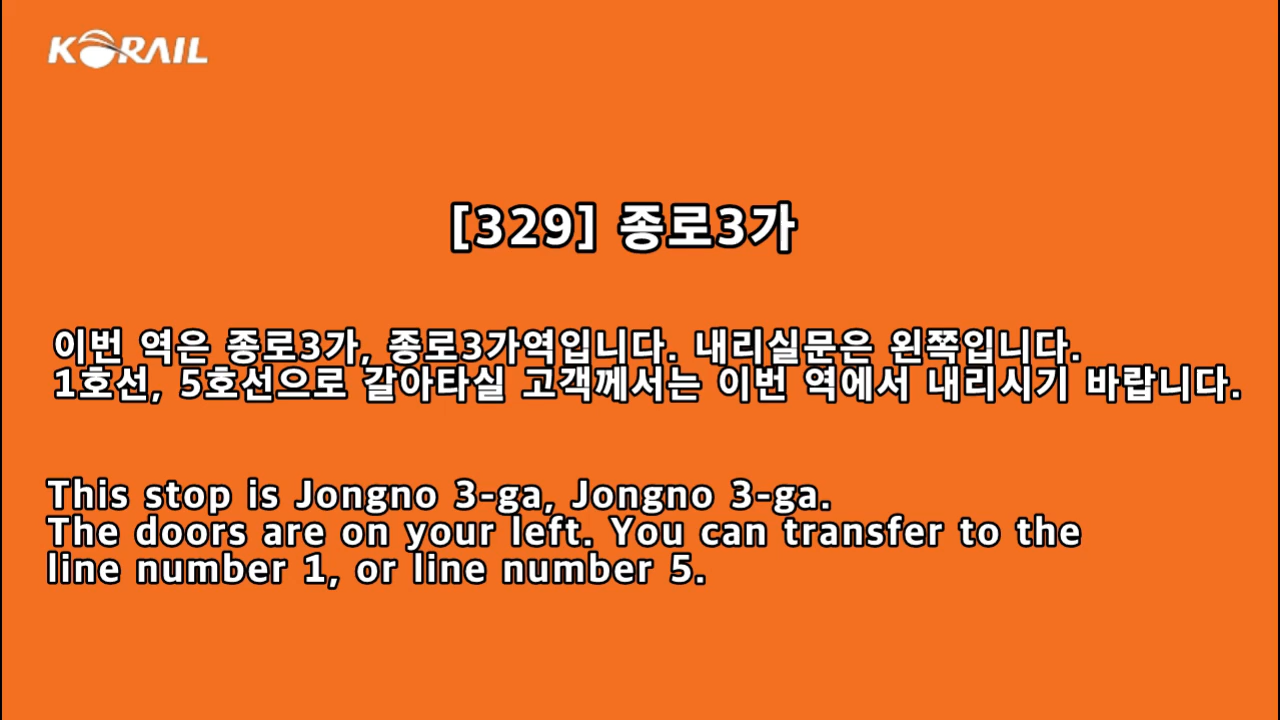 KORAIL
[329] 종로3가
이번 역은 종로3가, 종로3가역입니다. 내리실문은 왼쪽입니다.
1호선, 5호선으로 갈아타실 고객께서는 이번 역에서 내리시기 바랍니다.
This stop is Jongno 3-ga, Jongno 3-ga.
The doors are on your left. You can transfer to the
line number 1, or line number 5.